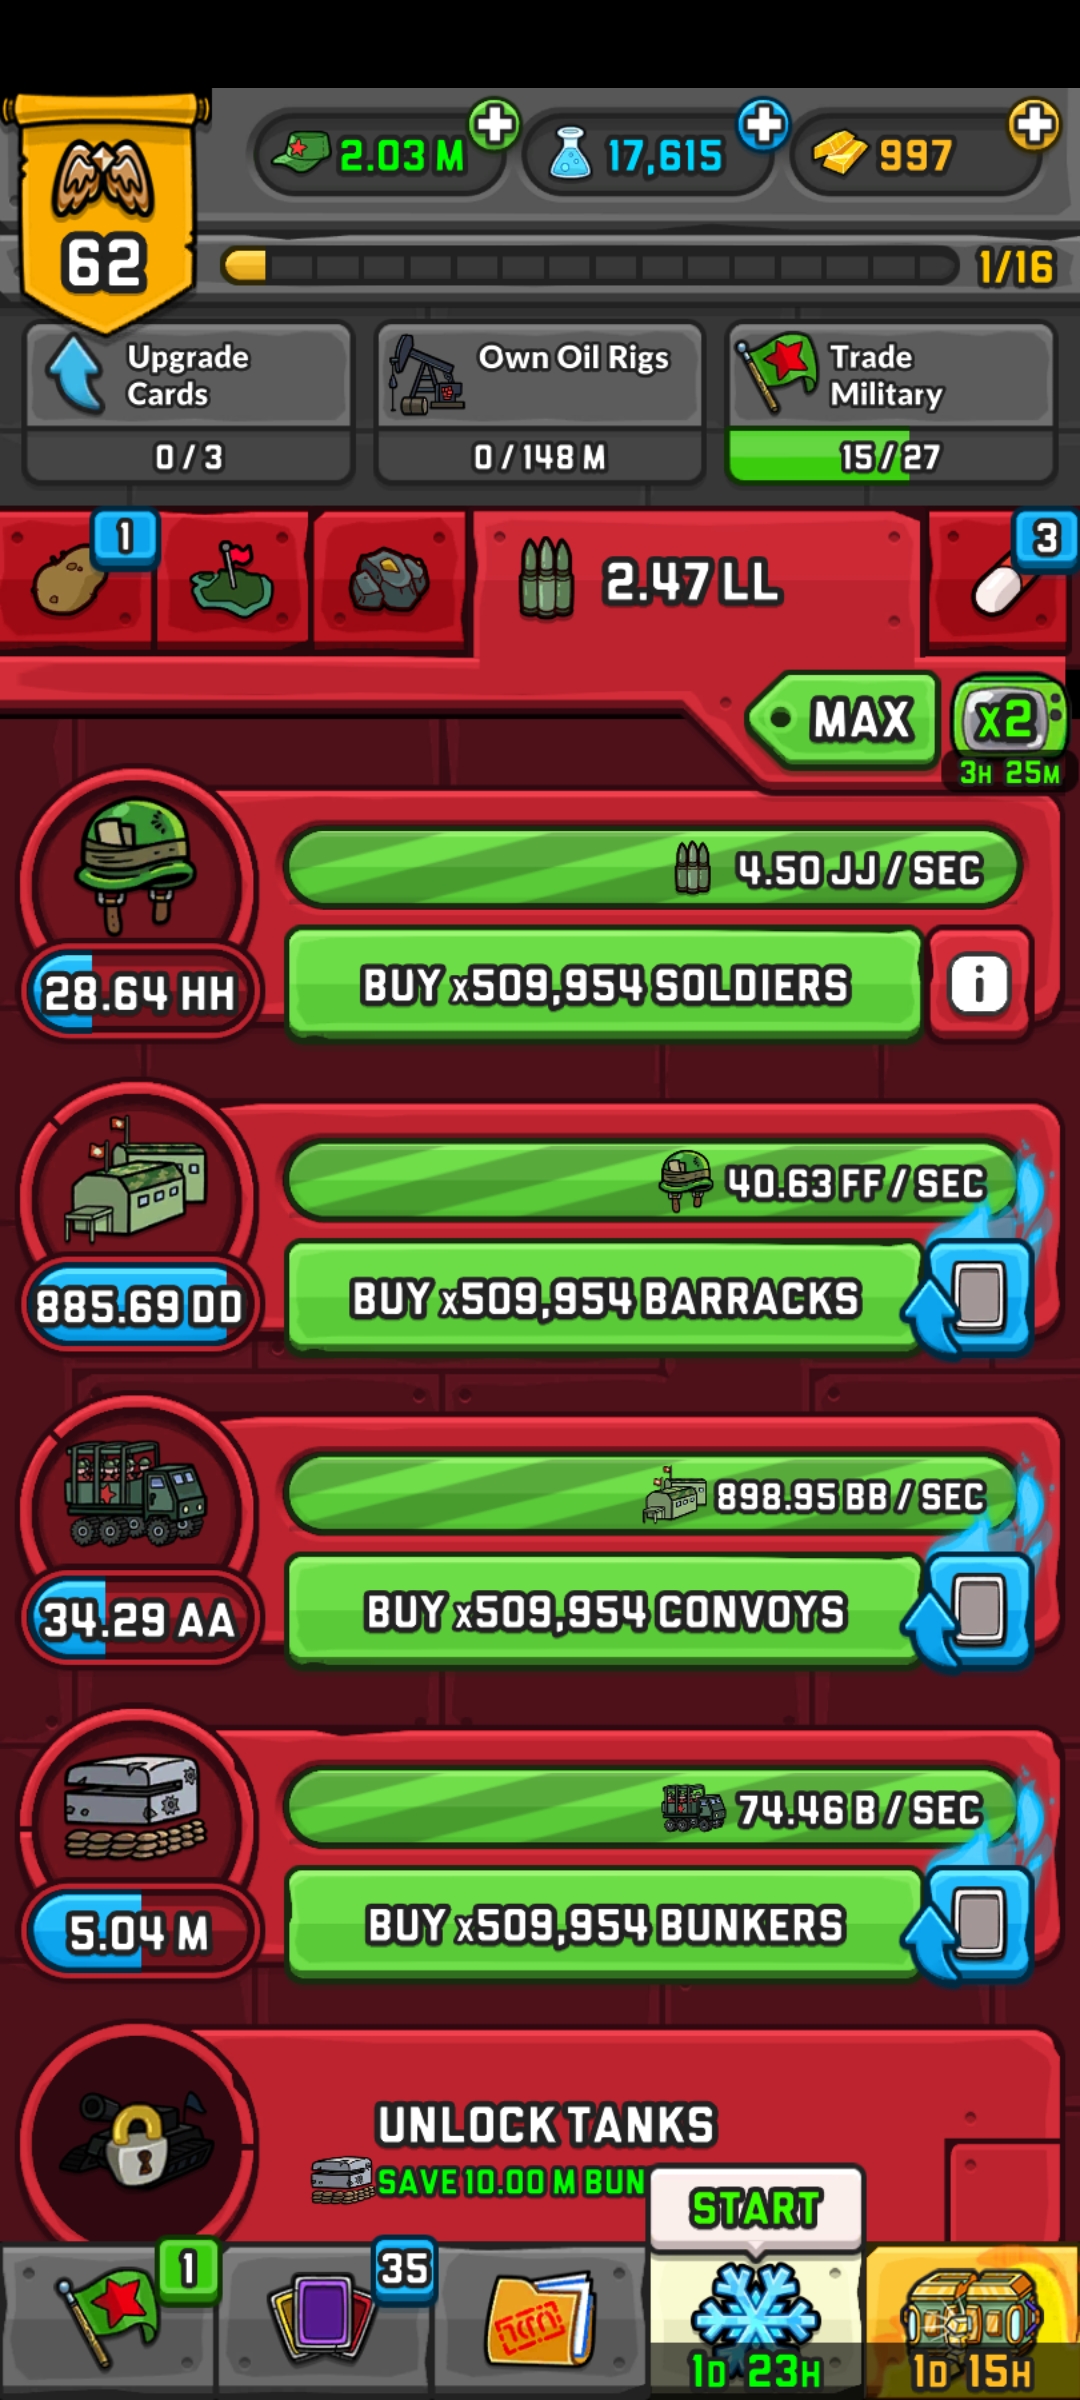 2.03 M
17,615
997
62
1/16
Upgrade
Cards
0 / 3
Own Oil Rigs
0 / 148 M
Trade
Military
15 / 27
1
2.47 LL
3
MAX
x2
3H 25M
4.50 JJ / SEC
28.64 HH
BUY x509,954 SOLDIERS
i
40.63 FF / SEC
885.69 DD
BUY x509,954 BARRACKS
898.95 BB / SEC
34.29 AA
BUY x509,954 CONVOYS
74.46 B / SEC
5.04 M
BUY x509,954 BUNKERS
UNLOCK TANKS
SAVE 10.00 M BUN
START
1
35
1D 23H
1D 15H